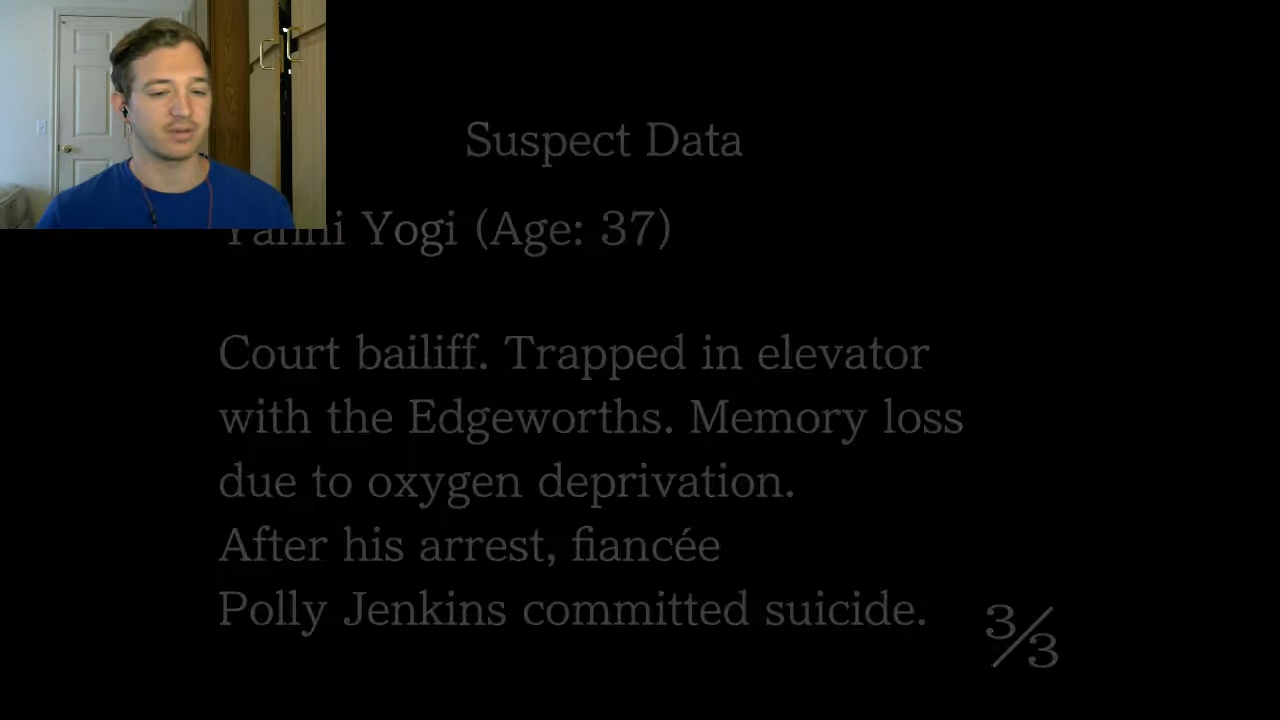 Suspect Data
Yanni Yogi (Age: 37)
Court bailiff. Trapped in elevator
with the Edgeworths. Memory loss
due to oxygen deprivation.
After his arrest, fiancée
Polly Jenkins committed suicide.
3/3